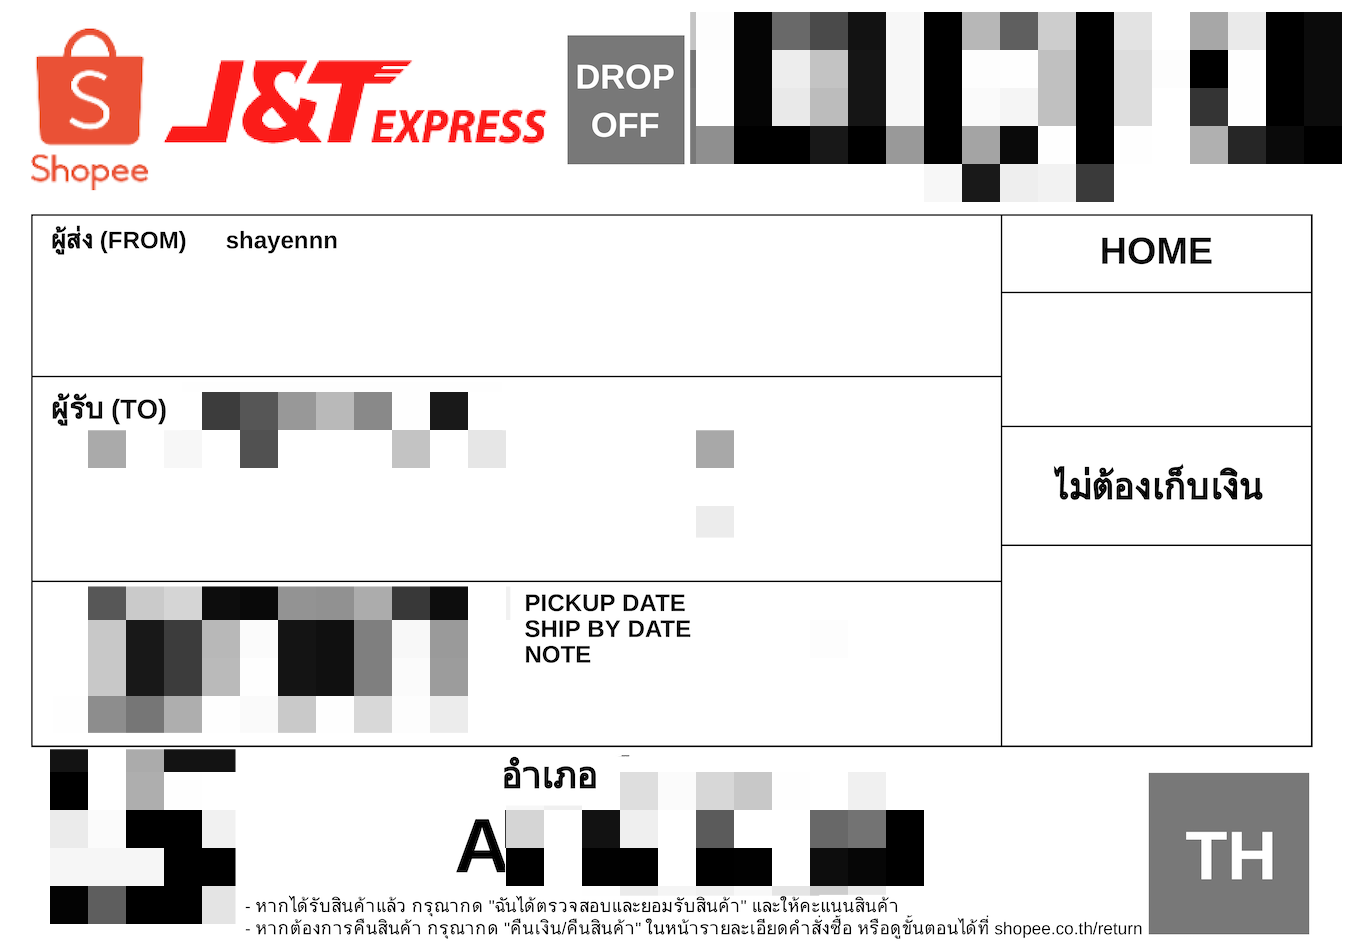 Shopee
J&T EXPRESS
DROP
OFF
ผู้ส่ง (FROM) shayennn
HOME
ผู้รับ (TO)
ไม่ต้องเก็บเงิน
PICKUP DATE
SHIP BY DATE
NOTE
อำเภอ
A
TH
- หากได้รับสินค้าแล้ว กรุณากด "ฉันได้ตรวจสอบและยอมรับสินค้า" และให้คะแนนสินค้า
- หากต้องการคืนสินค้า กรุณากด "คืนเงิน/คืนสินค้า" ในหน้ารายละเอียดคำสั่งซื้อ หรือดูขั้นตอนได้ที่ shopee.co.th/return